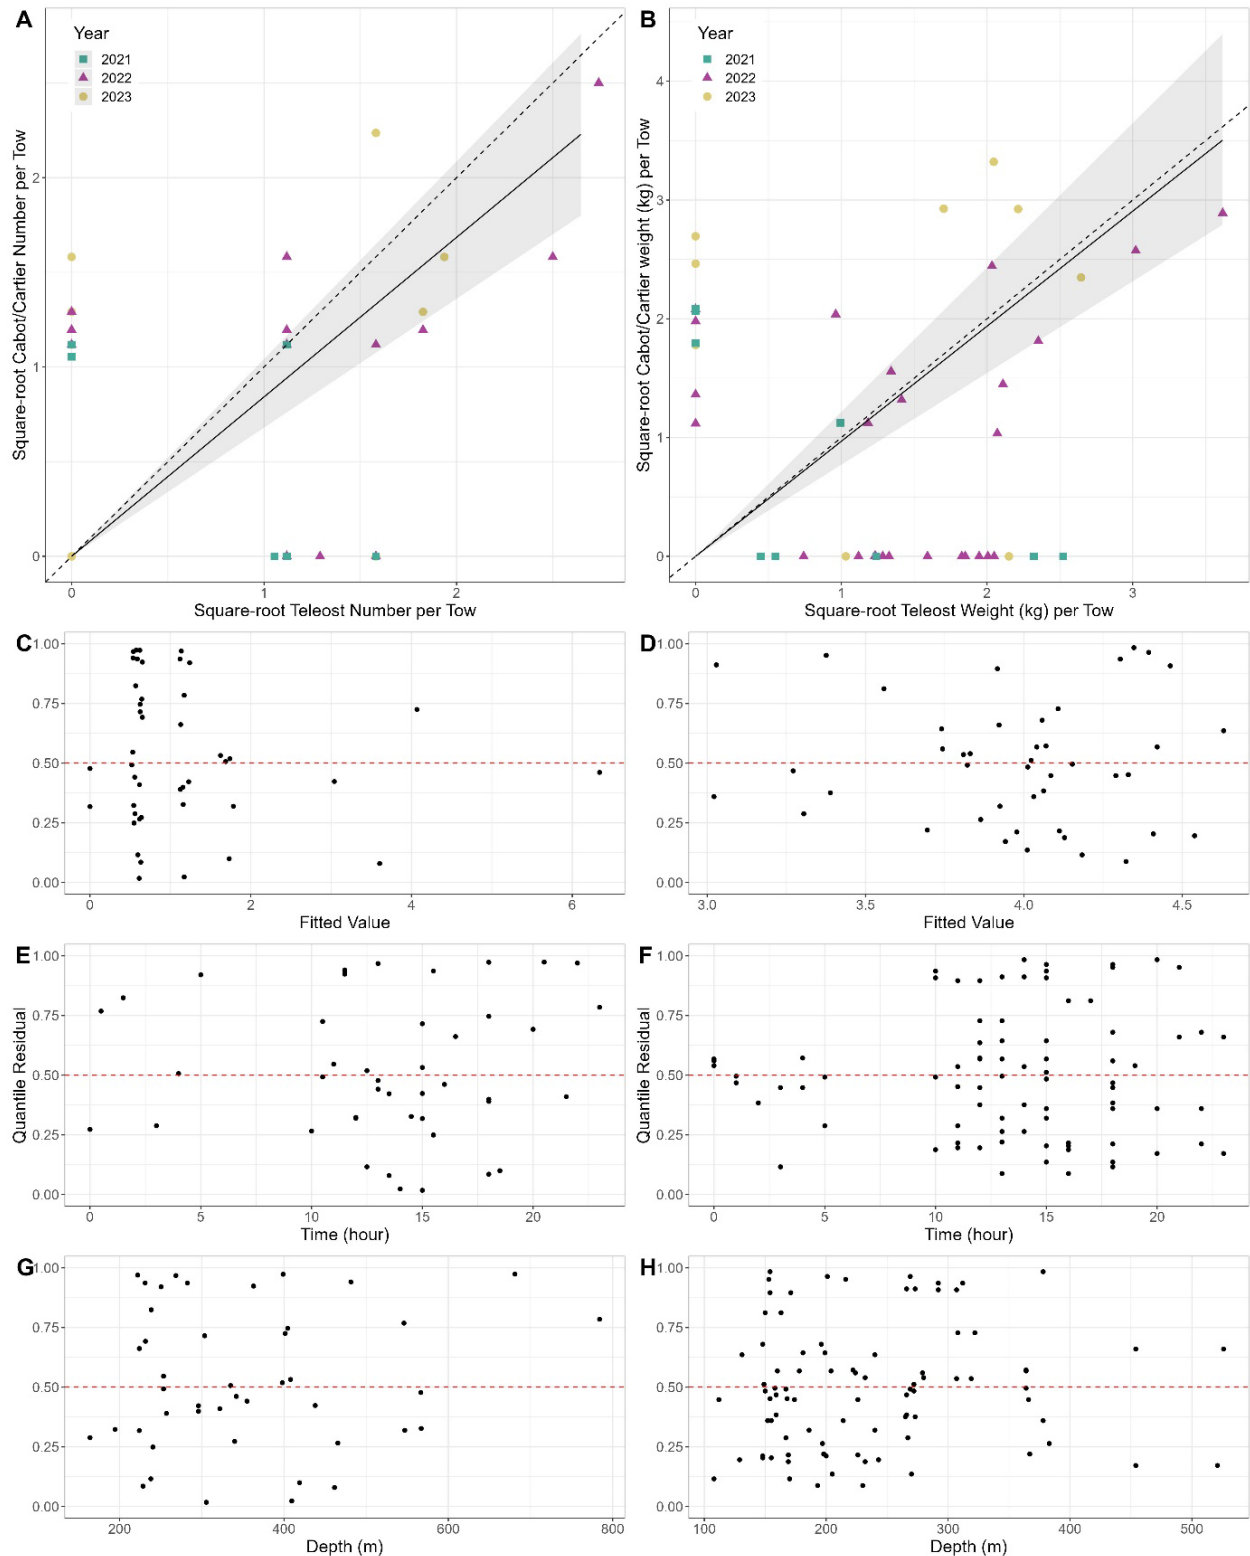 A
Year
2021
2022
2023
Square-root Cabot/Cartier Number per Tow
2
1
0
0 1 2
Square-root Teleost Number per Tow
B
Year
2021
2022
2023
Square-root Cabot/Cartier weight (kg) per Tow
4
3
2
1
0
0 1 2 3
Square-root Teleost Weight (kg) per Tow
C
1.00
0.75
0.50
0.25
0.00
0 2 4 6
Fitted Value
D
1.00
0.75
0.50
0.25
0.00
3.0 3.5 4.0 4.5
Fitted Value
E
Quantile Residual
1.00
0.75
0.50
0.25
0.00
0 5 10 15 20
Time (hour)
F
Quantile Residual
1.00
0.75
0.50
0.25
0.00
0 5 10 15 20
Time (hour)
G
1.00
0.75
0.50
0.25
0.00
200 400 600 800
Depth (m)
H
1.00
0.75
0.50
0.25
0.00
100 200 300 400 500
Depth (m)